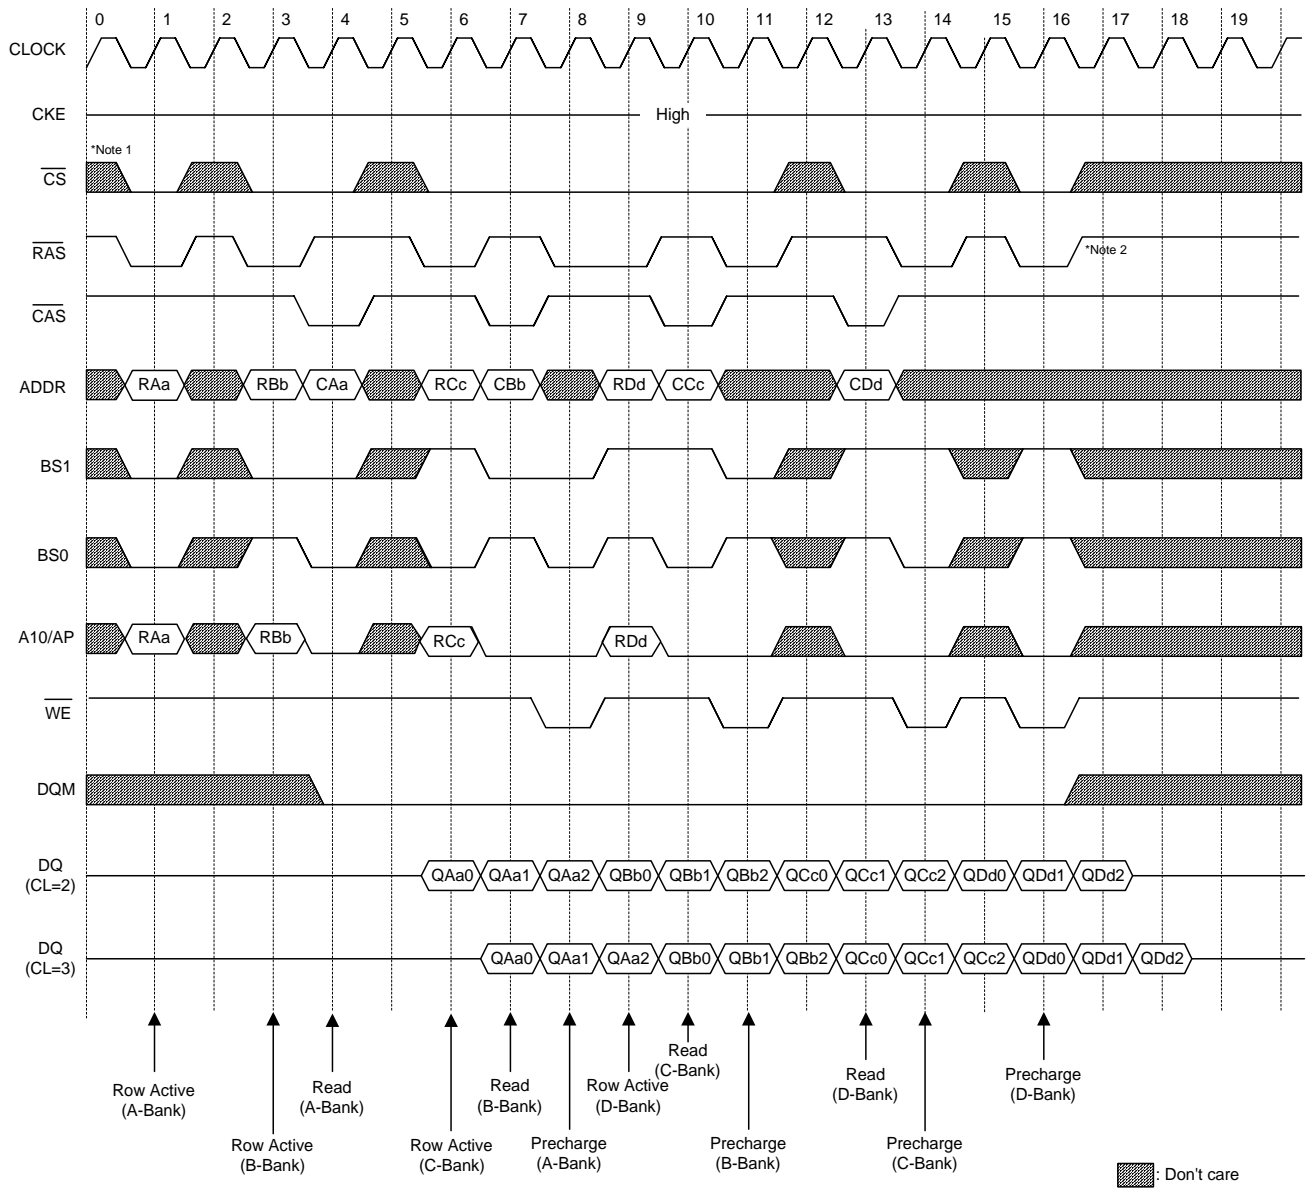 0 1 2 3 4 5 6 7 8 9 10 11 12 13 14 15 16 17 18 19
CLOCK
CKE High
*Note 1
CS
RAS *Note 2
CAS
ADDR RAa RBb CAa RCc CBb RDd CCc CDd
BS1
BS0
A10/AP RAa RBb RCc RDd
WE
DQM
DQ
(CL=2) QAa0 QAa1 QAa2 QBb0 QBb1 QBb2 QCc0 QCc1 QCc2 QDd0 QDd1 QDd2
DQ
(CL=3) QAa0 QAa1 QAa2 QBb0 QBb1 QBb2 QCc0 QCc1 QCc2 QDd0 QDd1 QDd2
Row Active
(A-Bank)
Row Active
(B-Bank)
Read
(A-Bank)
Row Active
(C-Bank)
Read
(B-Bank)
Precharge
(A-Bank)
Row Active
(D-Bank)
Read
(C-Bank)
Precharge
(B-Bank)
Read
(D-Bank)
Precharge
(C-Bank)
Precharge
(D-Bank)
: Don't care